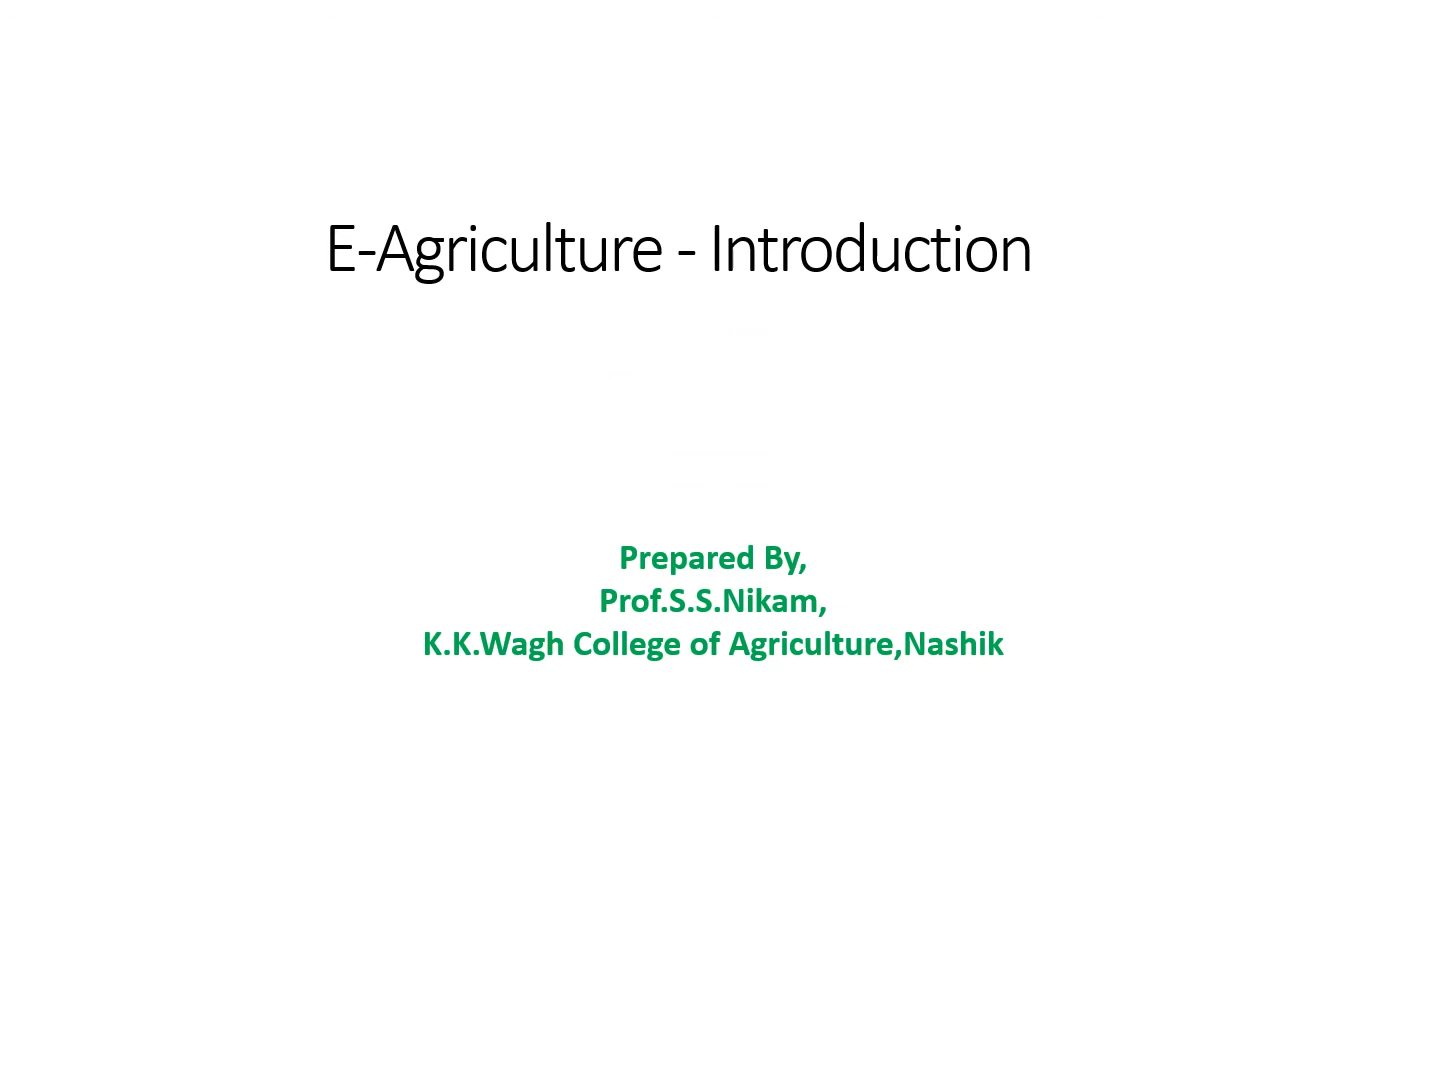 E-Agriculture - Introduction
Prepared By,
Prof.S.S.Nikam,
K.K.Wagh College of Agriculture,Nashik